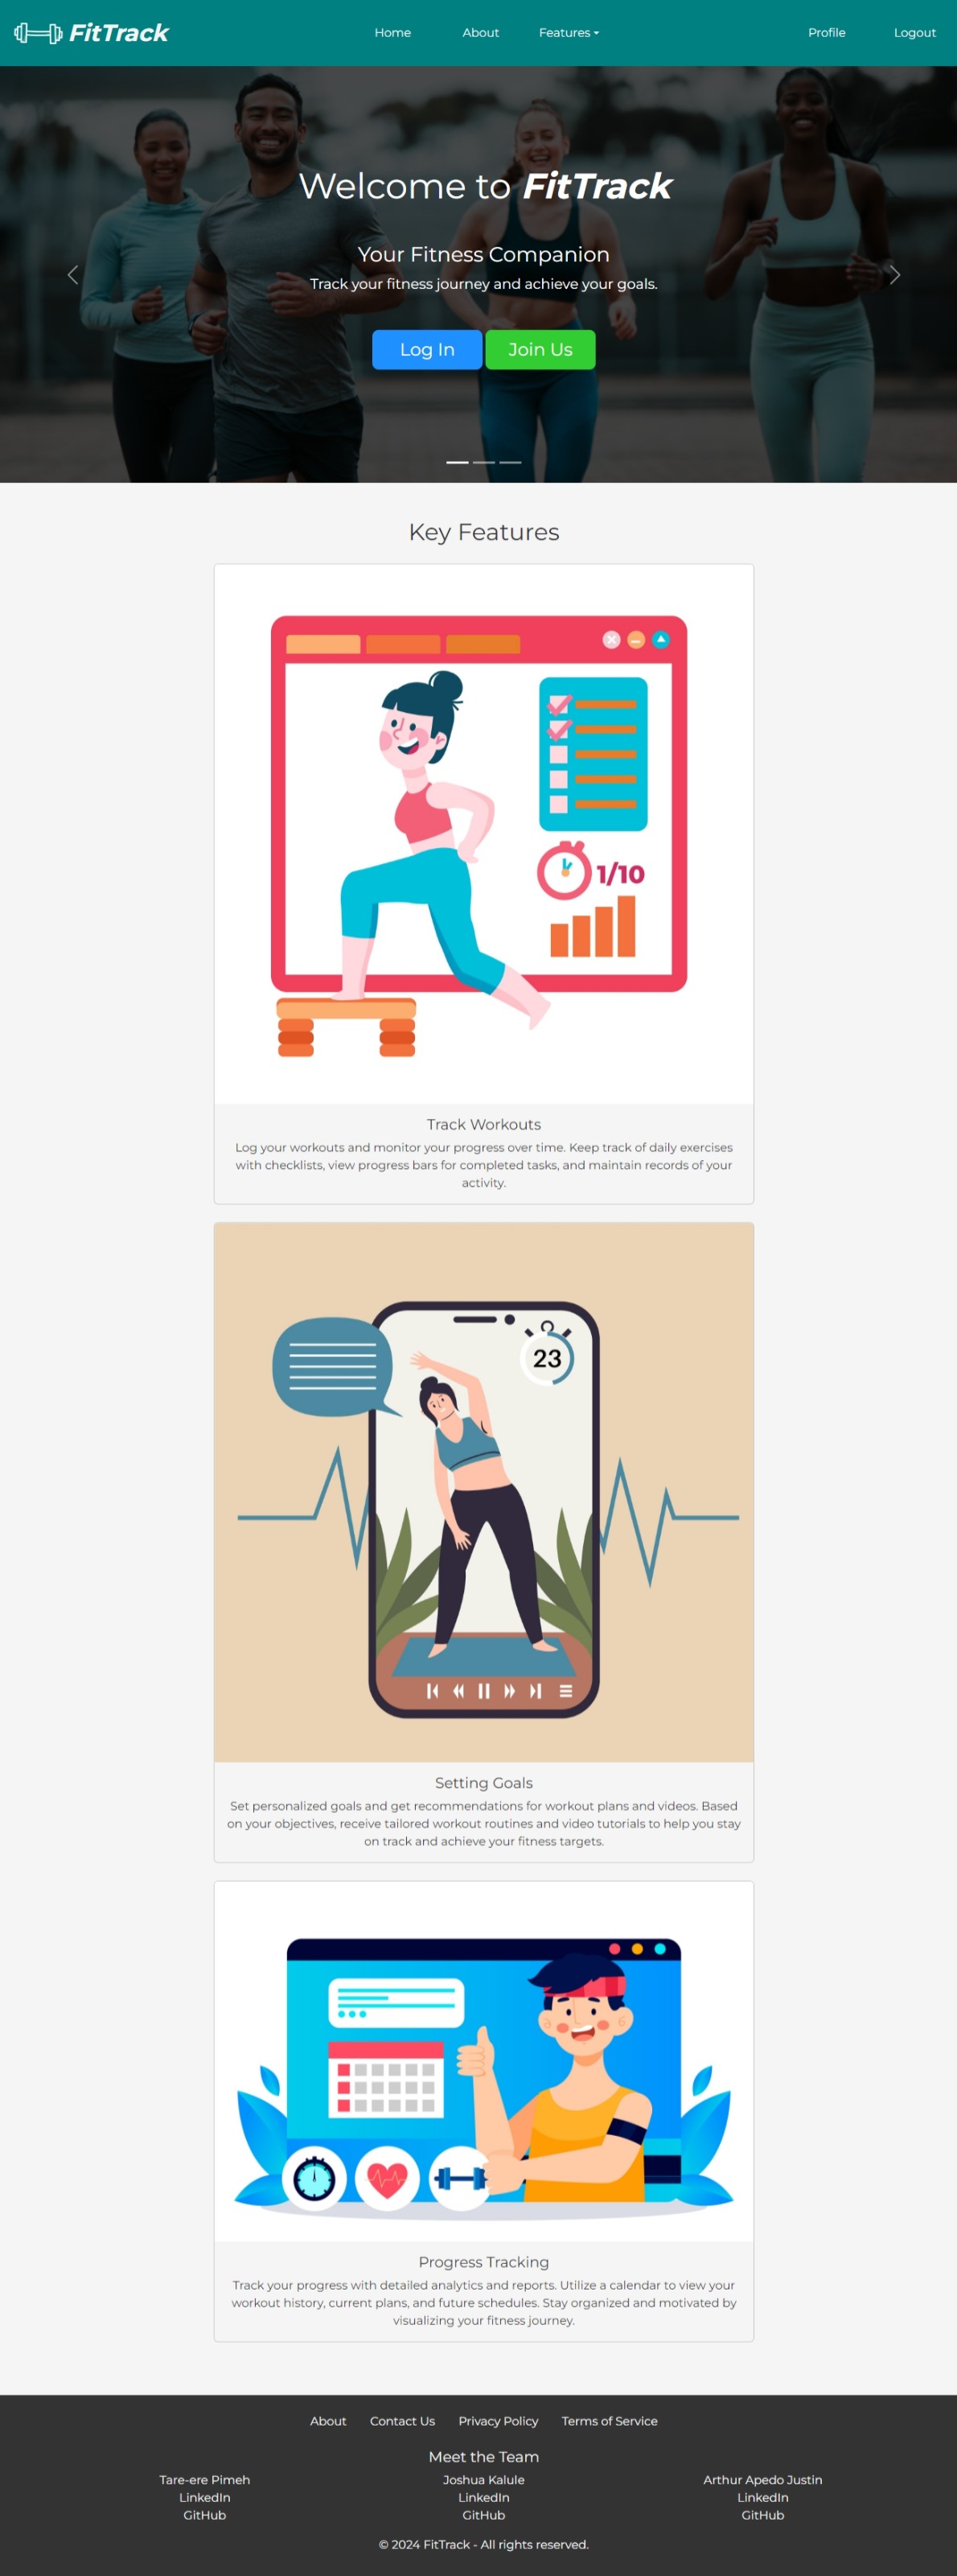 FitTrack
Home About Features Profile Logout
Welcome to FitTrack
Your Fitness Companion
Track your fitness journey and achieve your goals.
Log In Join Us
Key Features
1/10
Track Workouts
Log your workouts and monitor your progress over time. Keep track of daily exercises
with checklists, view progress bars for completed tasks, and maintain records of your
activity.
23
Setting Goals
Set personalized goals and get recommendations for workout plans and videos. Based
on your objectives, receive tailored workout routines and video tutorials to help you stay
on track and achieve your fitness targets.
Progress Tracking
Track your progress with detailed analytics and reports. Utilize a calendar to view your
workout history, current plans, and future schedules. Stay organized and motivated by
visualizing your fitness journey.
About Contact Us Privacy Policy Terms of Service
Meet the Team
Tare-ere Pimeh Joshua Kalule Arthur Apedo Justin
LinkedIn LinkedIn LinkedIn
GitHub GitHub GitHub
© 2024 FitTrack - All rights reserved.